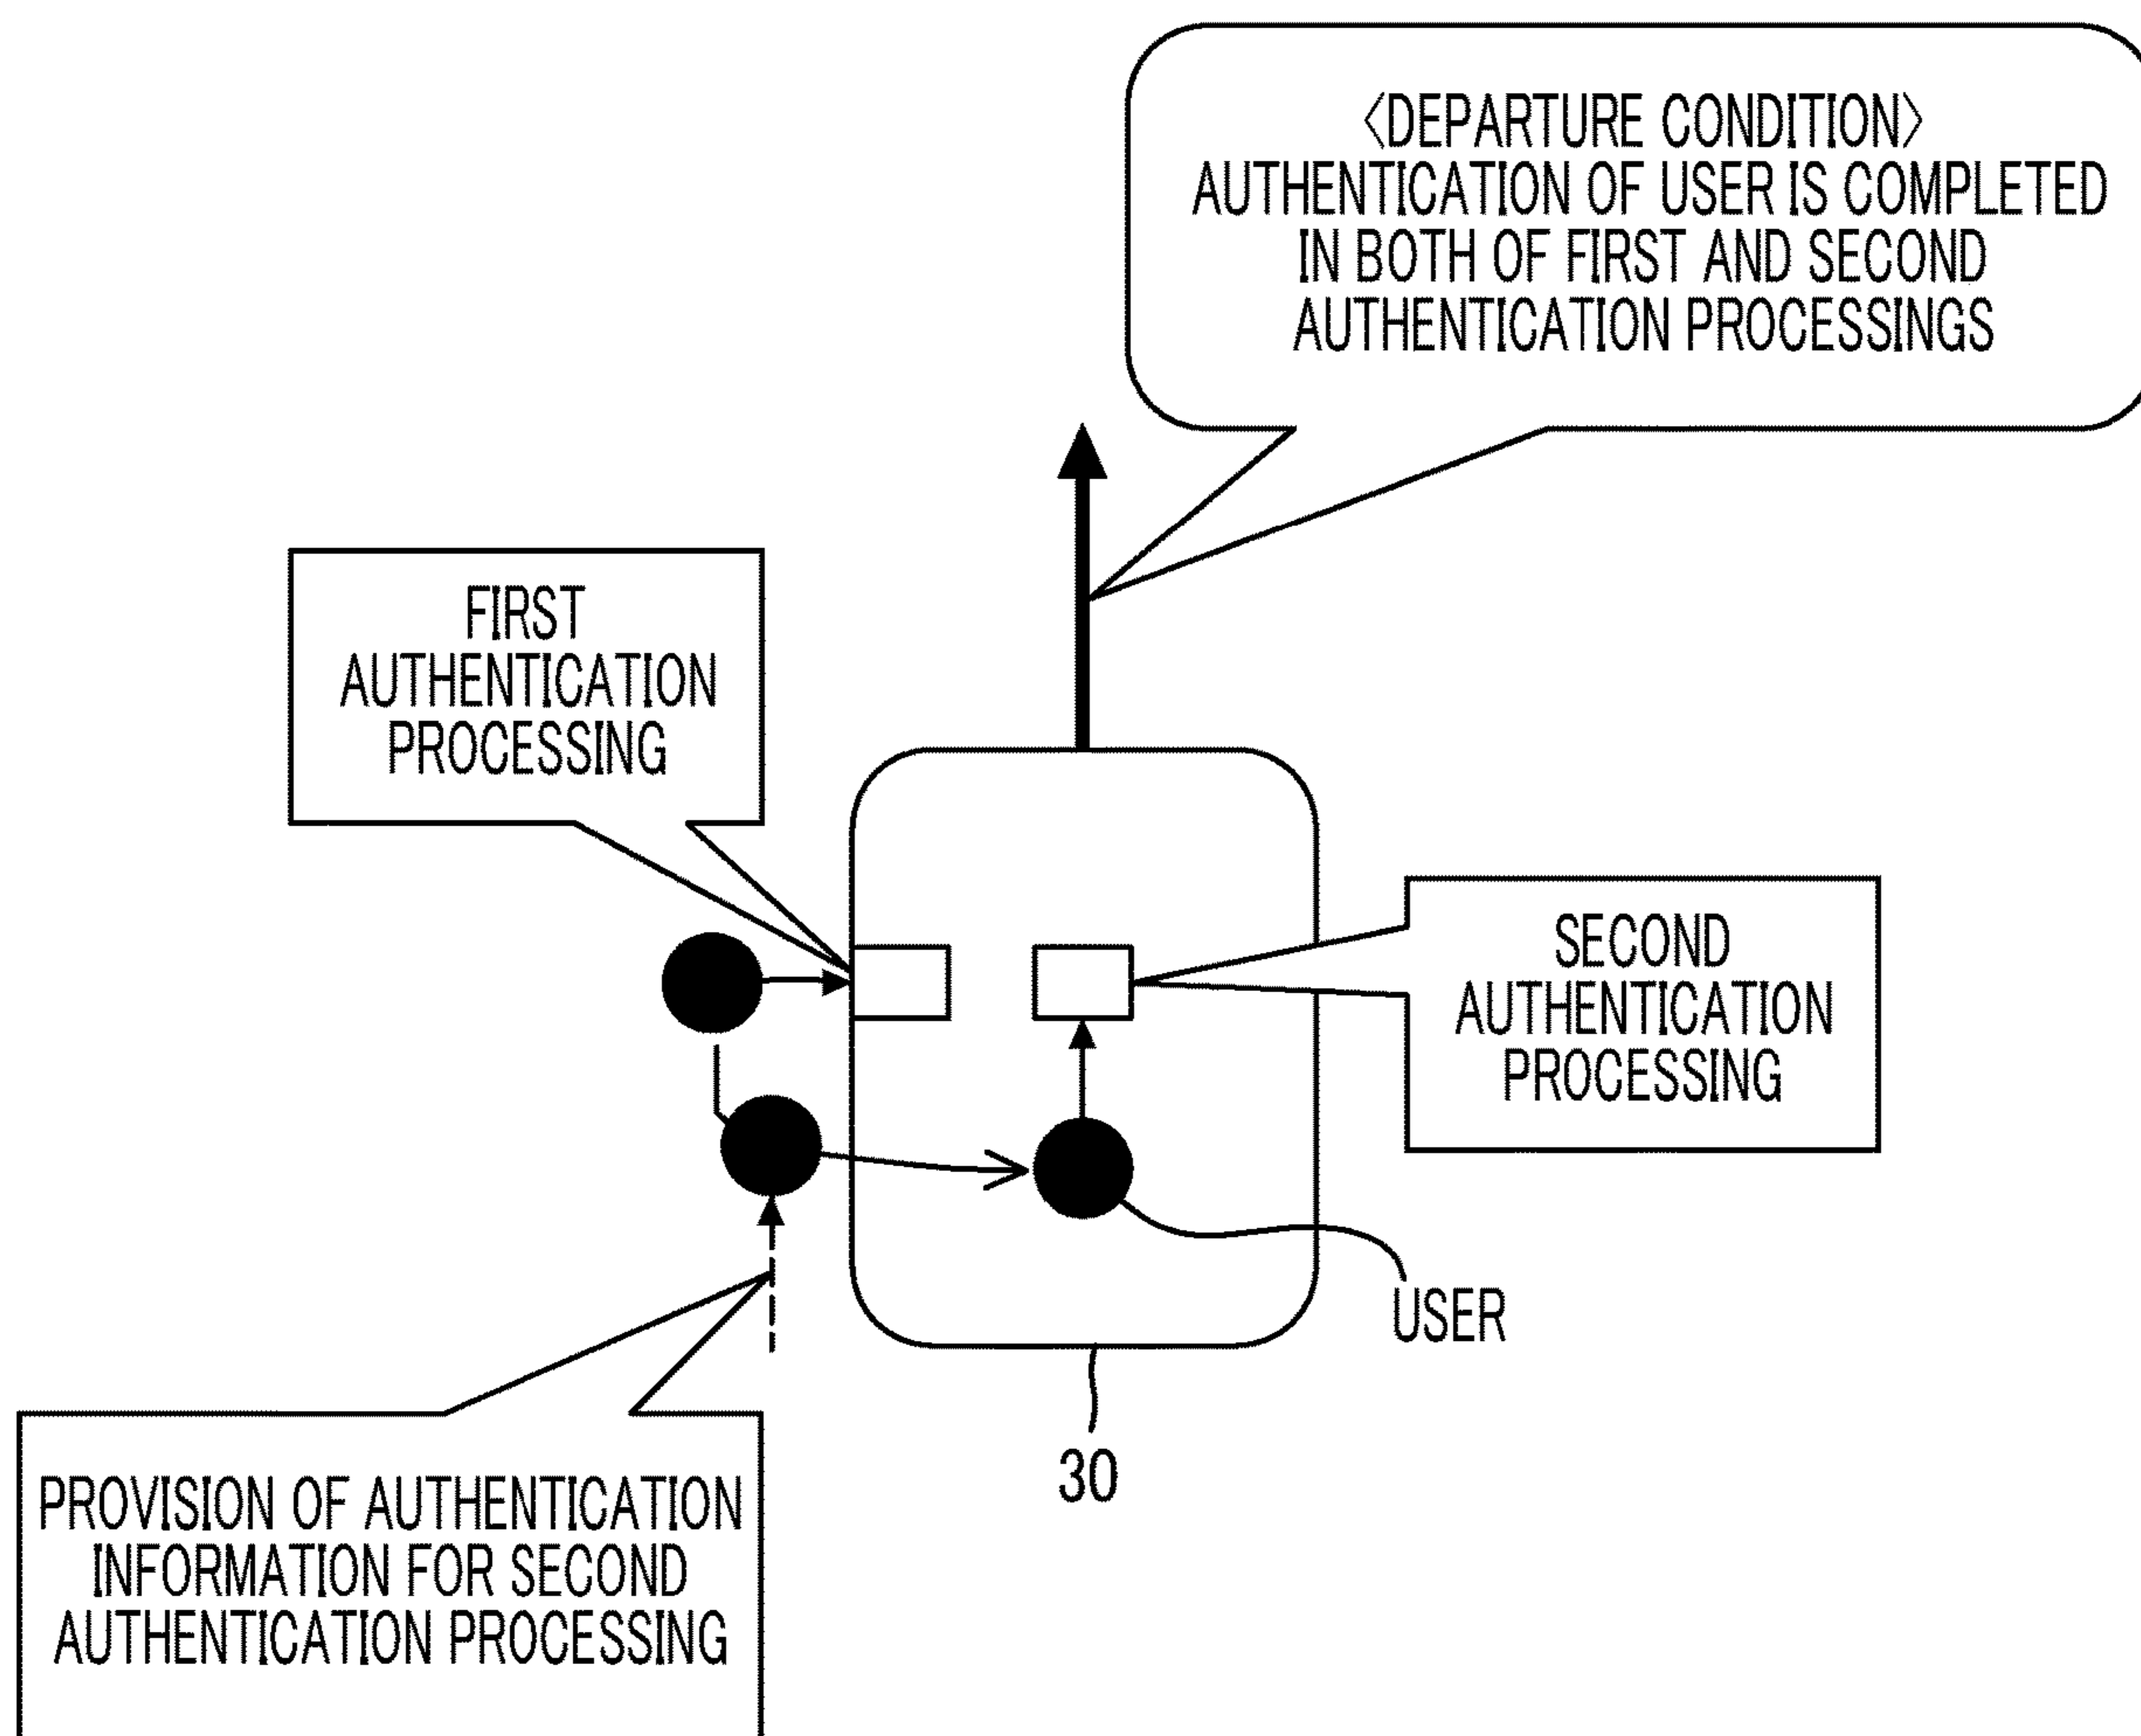 〈DEPARTURE CONDITION〉
AUTHENTICATION OF USER IS COMPLETED
IN BOTH OF FIRST AND SECOND
AUTHENTICATION PROCESSINGS
FIRST
AUTHENTICATION
PROCESSING
SECOND
AUTHENTICATION
PROCESSING
USER
30
PROVISION OF AUTHENTICATION
INFORMATION FOR SECOND
AUTHENTICATION PROCESSING